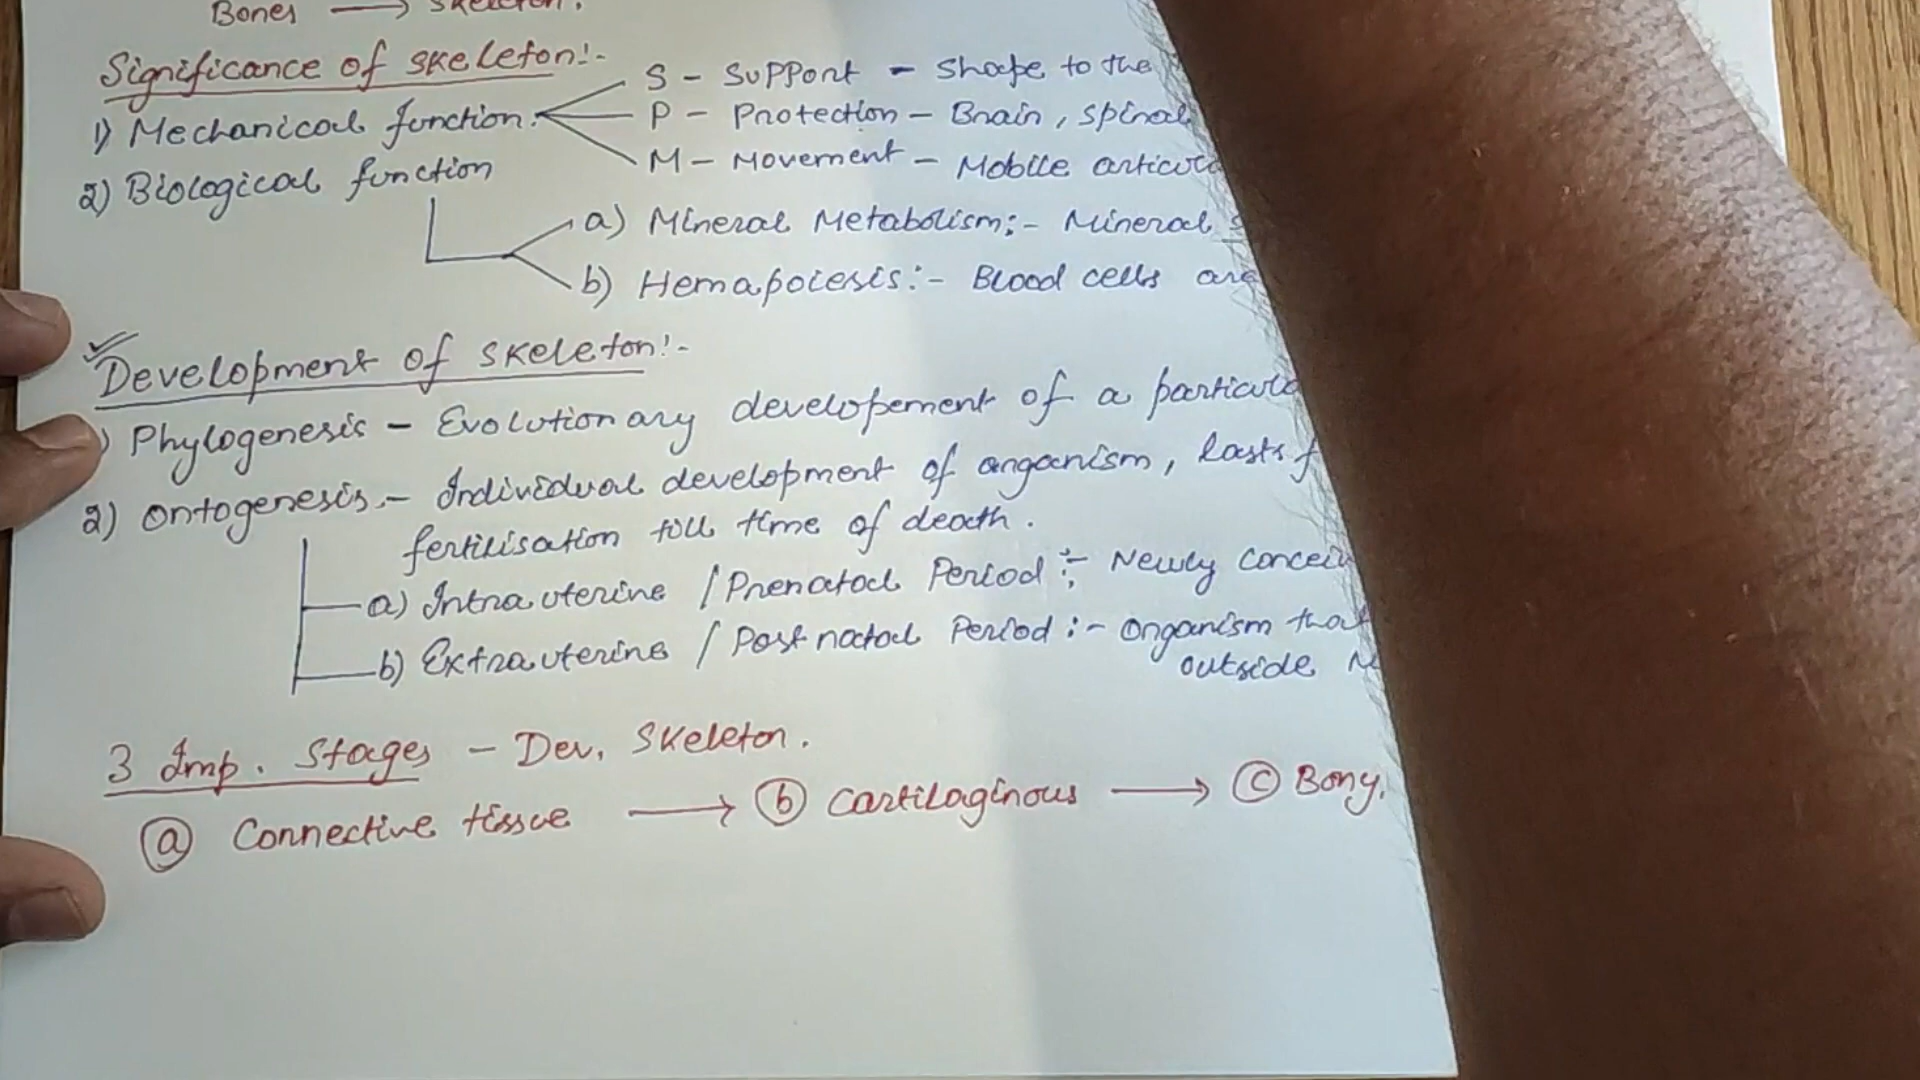 Bones → Skeleton.
Significance of skeleton:-
1) Mechanical function:
S - Support - Shape to the
P - Protection - Brain, spinal
M - Movement - Mobile
2) Biological function
a) Mineral Metabolism:- Mineral
b) Hemapoiesis:- Blood cells are
Development of skeleton:-
) Phylogenesis - Evolutionary developement of a
2) Ontogenesis - Individual development of organism, lasts
fertilisation till time of death.
a) Intrauterine / Prenatal Period :- Newly
b) Extrauterine / Postnatal Period :- Organism that
outside
3 Imp. Stages - Dev. Skeleton.
ⓐ Connective tissue → ⓑ Cartilaginous → ⓒ Bony.